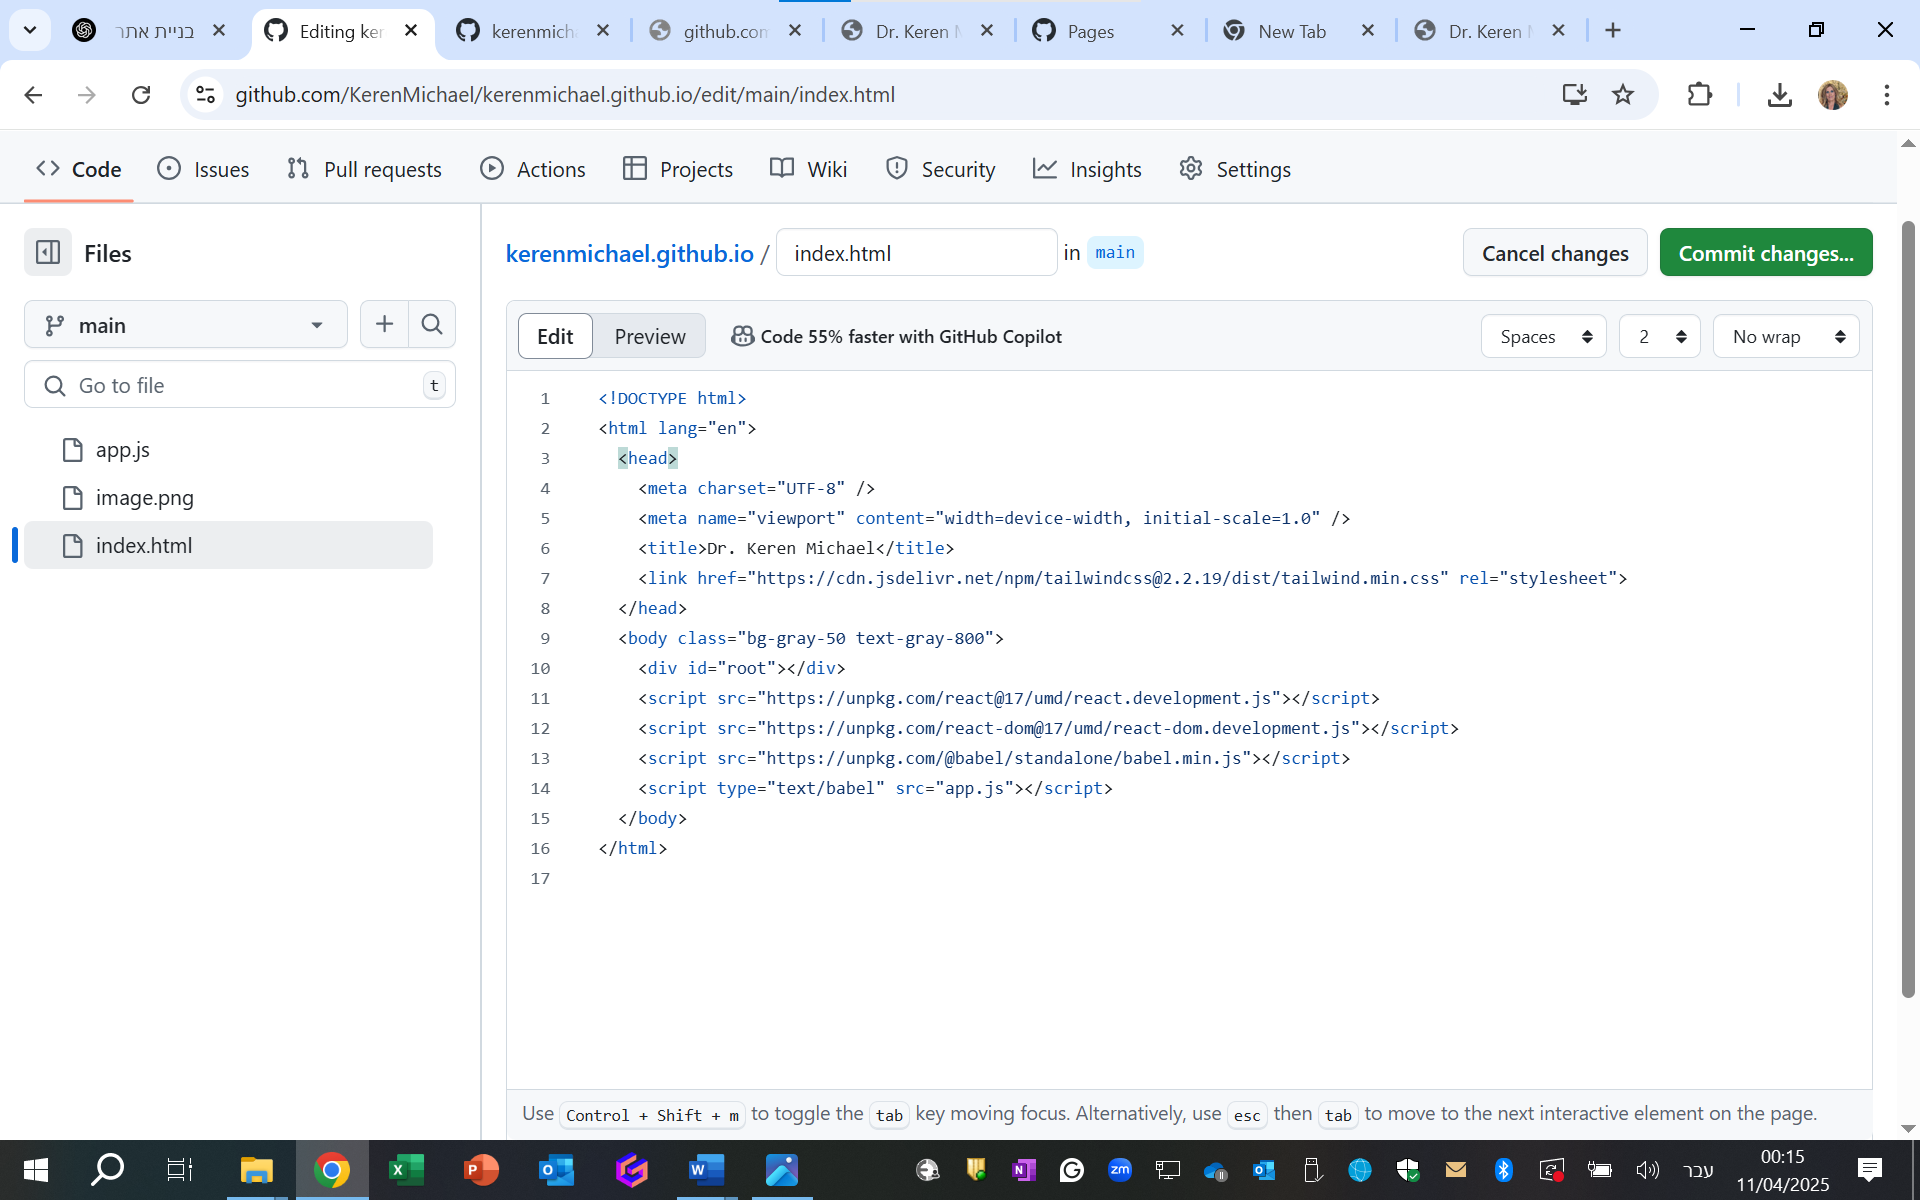 בניית אתר
Editing ker
kerenmich
github.com
Dr. Keren M
Pages
New Tab
Dr. Keren M
github.com/KerenMichael/kerenmichael.github.io/edit/main/index.html
Code
Issues
Pull requests
Actions
Projects
Wiki
Security
Insights
Settings
Files
main
Go to file
t
app.js
image.png
index.html
kerenmichael.github.io / index.html in main
Cancel changes
Commit changes...
Edit
Preview
Code 55% faster with GitHub Copilot
Spaces
2
No wrap
1 <!DOCTYPE html>
2 <html lang="en">
3 <head>
4 <meta charset="UTF-8" />
5 <meta name="viewport" content="width=device-width, initial-scale=1.0" />
6 <title>Dr. Keren Michael</title>
7 <link href="https://cdn.jsdelivr.net/npm/tailwindcss@2.2.19/dist/tailwind.min.css" rel="stylesheet">
8 </head>
9 <body class="bg-gray-50 text-gray-800">
10 <div id="root"></div>
11 <script src="https://unpkg.com/react@17/umd/react.development.js"></script>
12 <script src="https://unpkg.com/react-dom@17/umd/react-dom.development.js"></script>
13 <script src="https://unpkg.com/@babel/standalone/babel.min.js"></script>
14 <script type="text/babel" src="app.js"></script>
15 </body>
16 </html>
17
Use Control + Shift + m to toggle the tab key moving focus. Alternatively, use esc then tab to move to the next interactive element on the page.
zm
עבר
00:15
11/04/2025